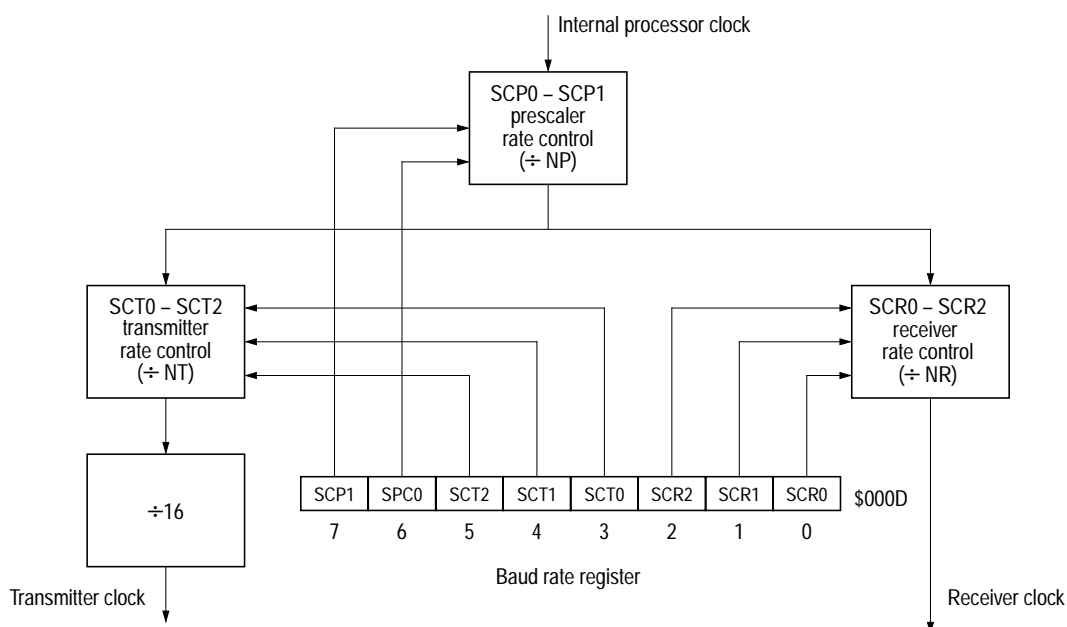 Internal processor clock
SCP0 – SCP1
prescaler
rate control
(÷ NP)
SCT0 – SCT2
transmitter
rate control
(÷ NT)
SCR0 – SCR2
receiver
rate control
(÷ NR)
÷16
SCP1 SPC0 SCT2 SCT1 SCT0 SCR2 SCR1 SCR0 $000D
7 6 5 4 3 2 1 0
Baud rate register
Transmitter clock
Receiver clock